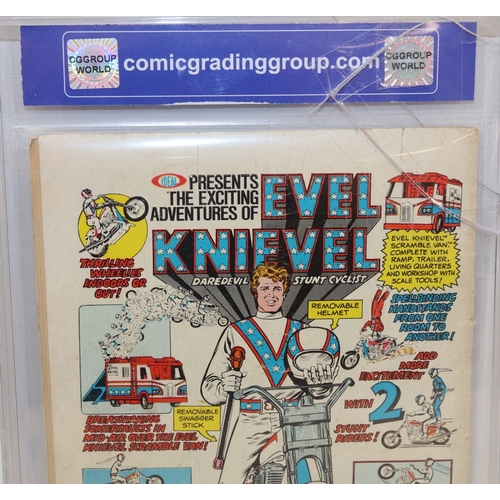 CGGROUP
WORLD
comicgradinggroup.com
CGGROUP
WORLD
IDEAL
PRESENTS
THE EXCITING
ADVENTURES OF
EVEL
KNIEVEL
DAREDEVIL STUNT CYCLIST
THRILLING
WHEELIES
INDOORS OR
OUT!
EVEL KNIEVEL
SCRAMBLE VAN
COMPLETE WITH
RAMP, TRAILER,
LIVING QUARTERS
AND WORKSHOP WITH
SCALE TOOLS!
REMOVABLE
HELMET
SPELLBINDING
HANDSTANDS
FROM ONE
ROOM TO
ANOTHER!
ADD
MORE
EXCITEMENT
WITH 2
STUNT
RIDERS!
REMOVABLE
SWAGGER
STICK
SOMERSAULTS IN
MID-AIR OVER THE EVEL
KNIEVEL SCRAMBLE VAN!